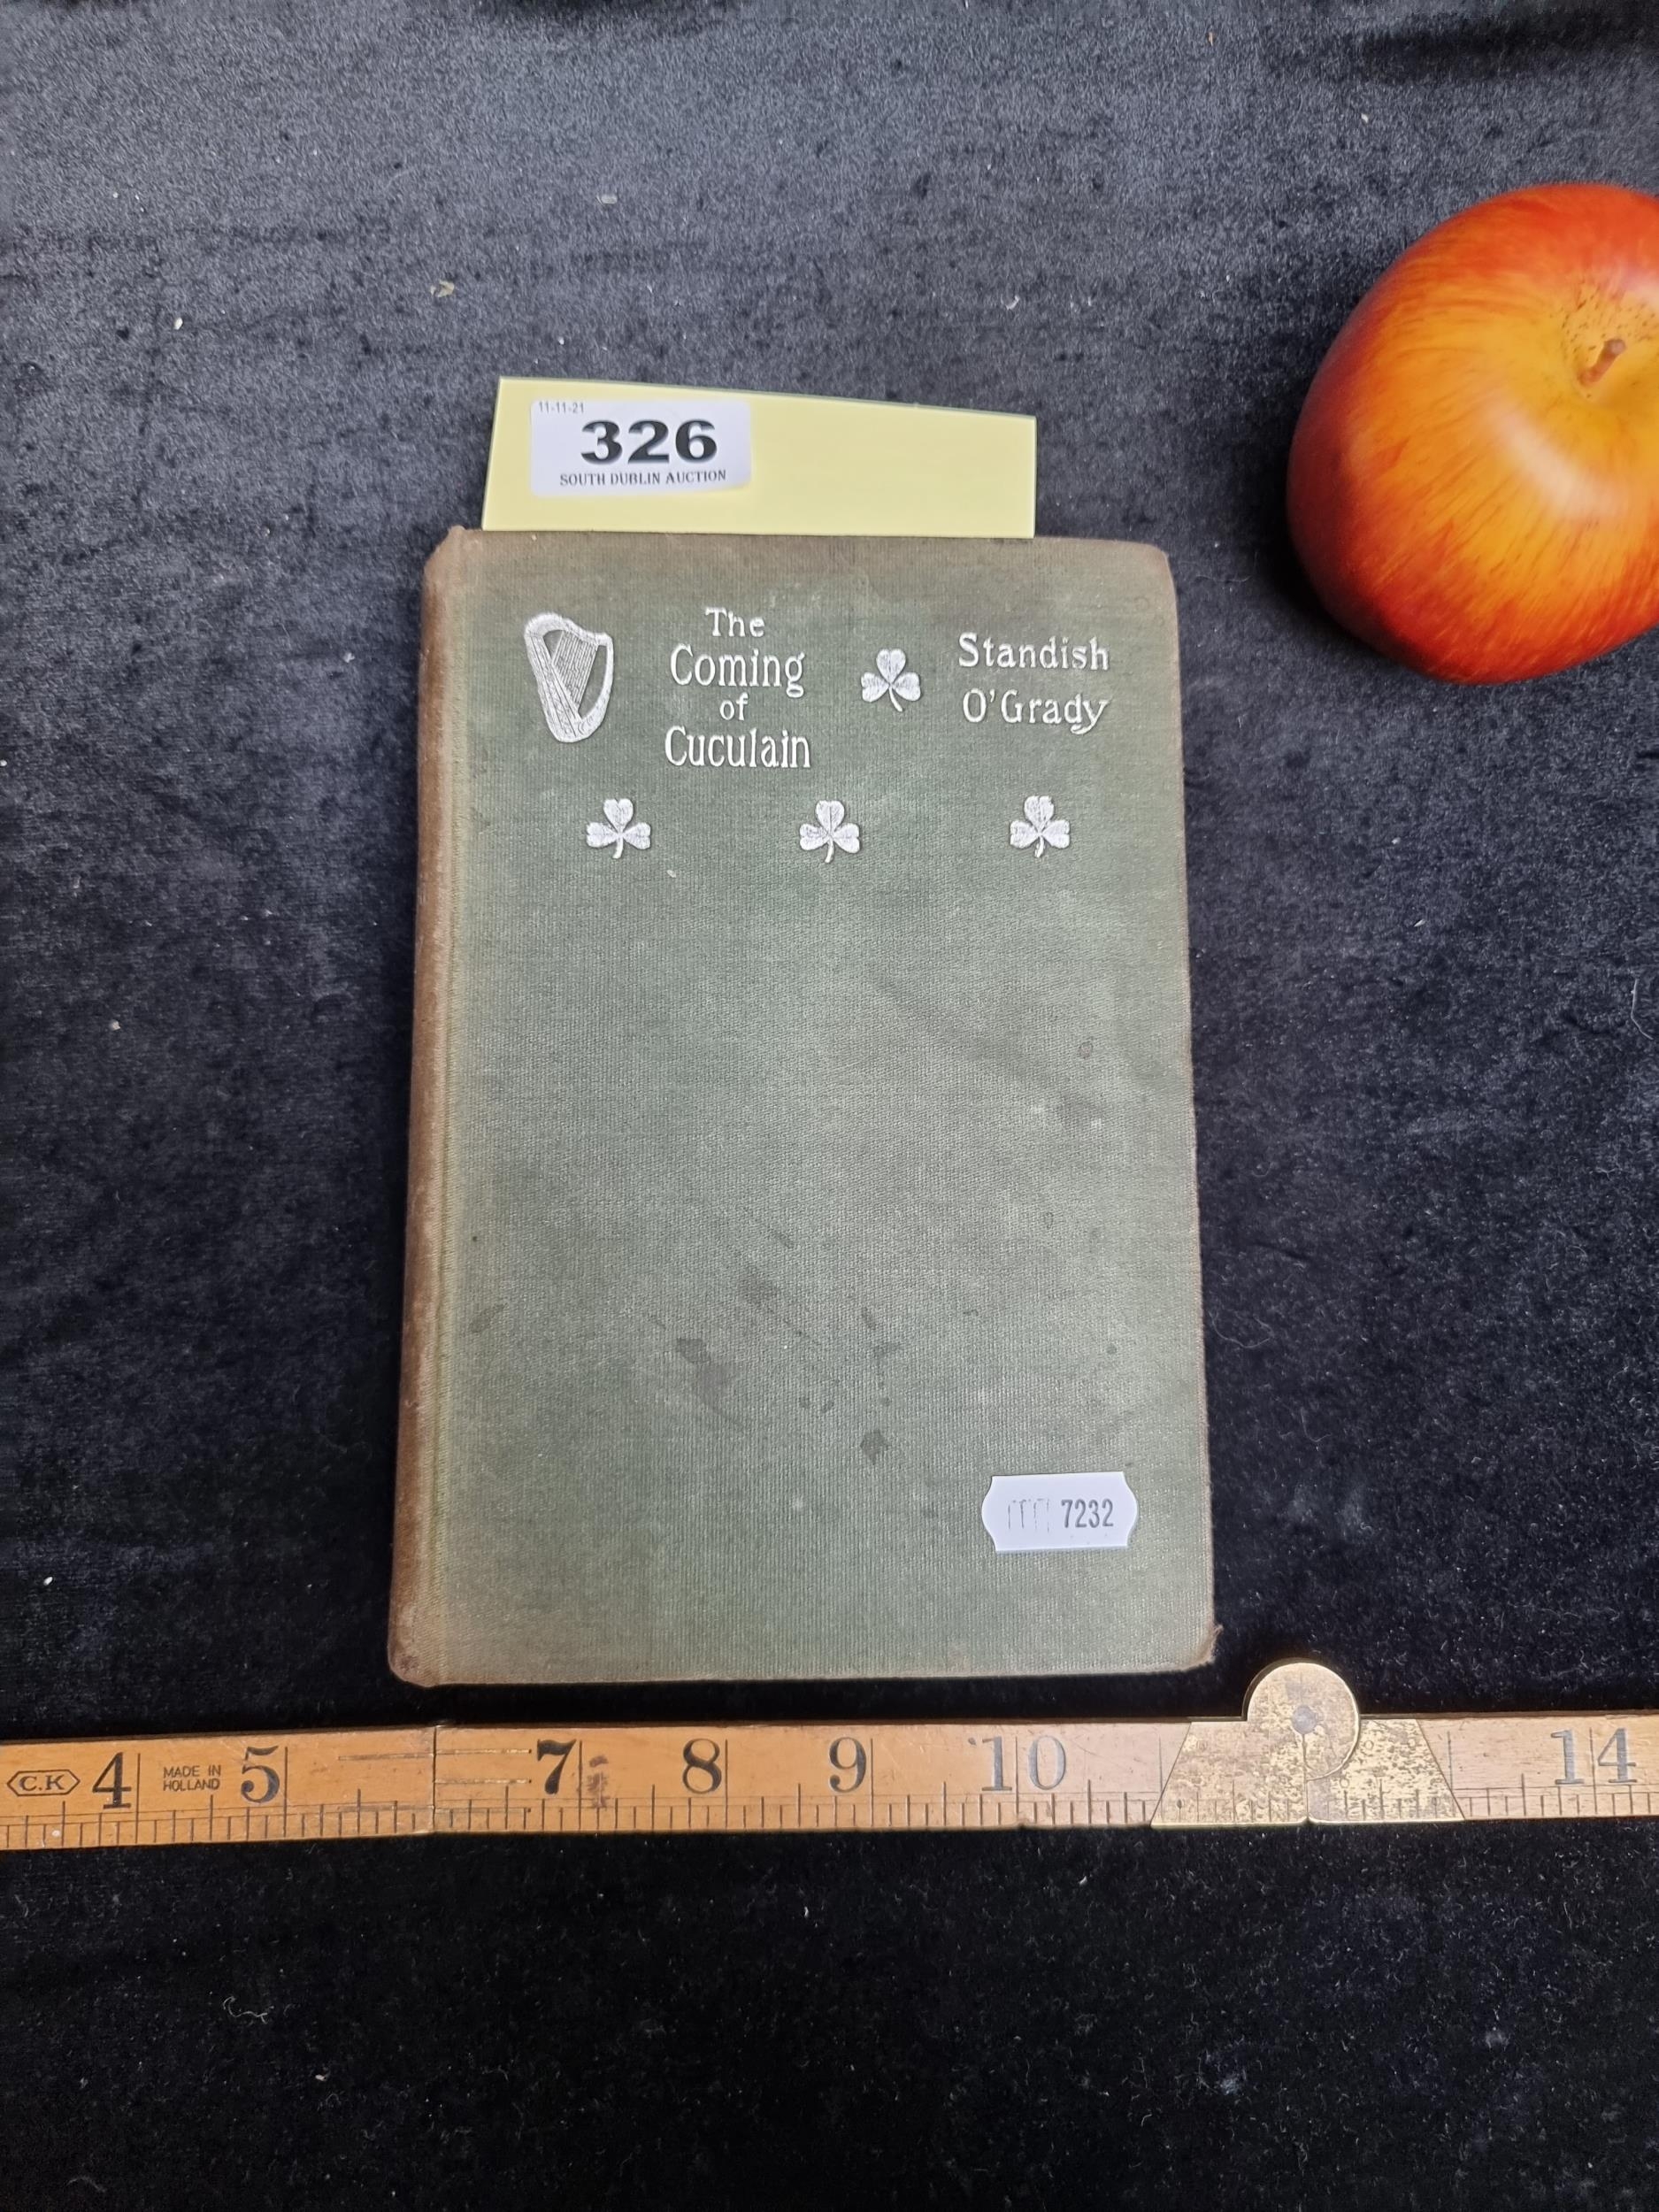 11-11-21
326
SOUTH DUBLIN AUCTION
The
Coming
of
Cuculain
Standish
O'Grady
7232
C.K 4 MADE IN HOLLAND 5 7 8 9 10 14